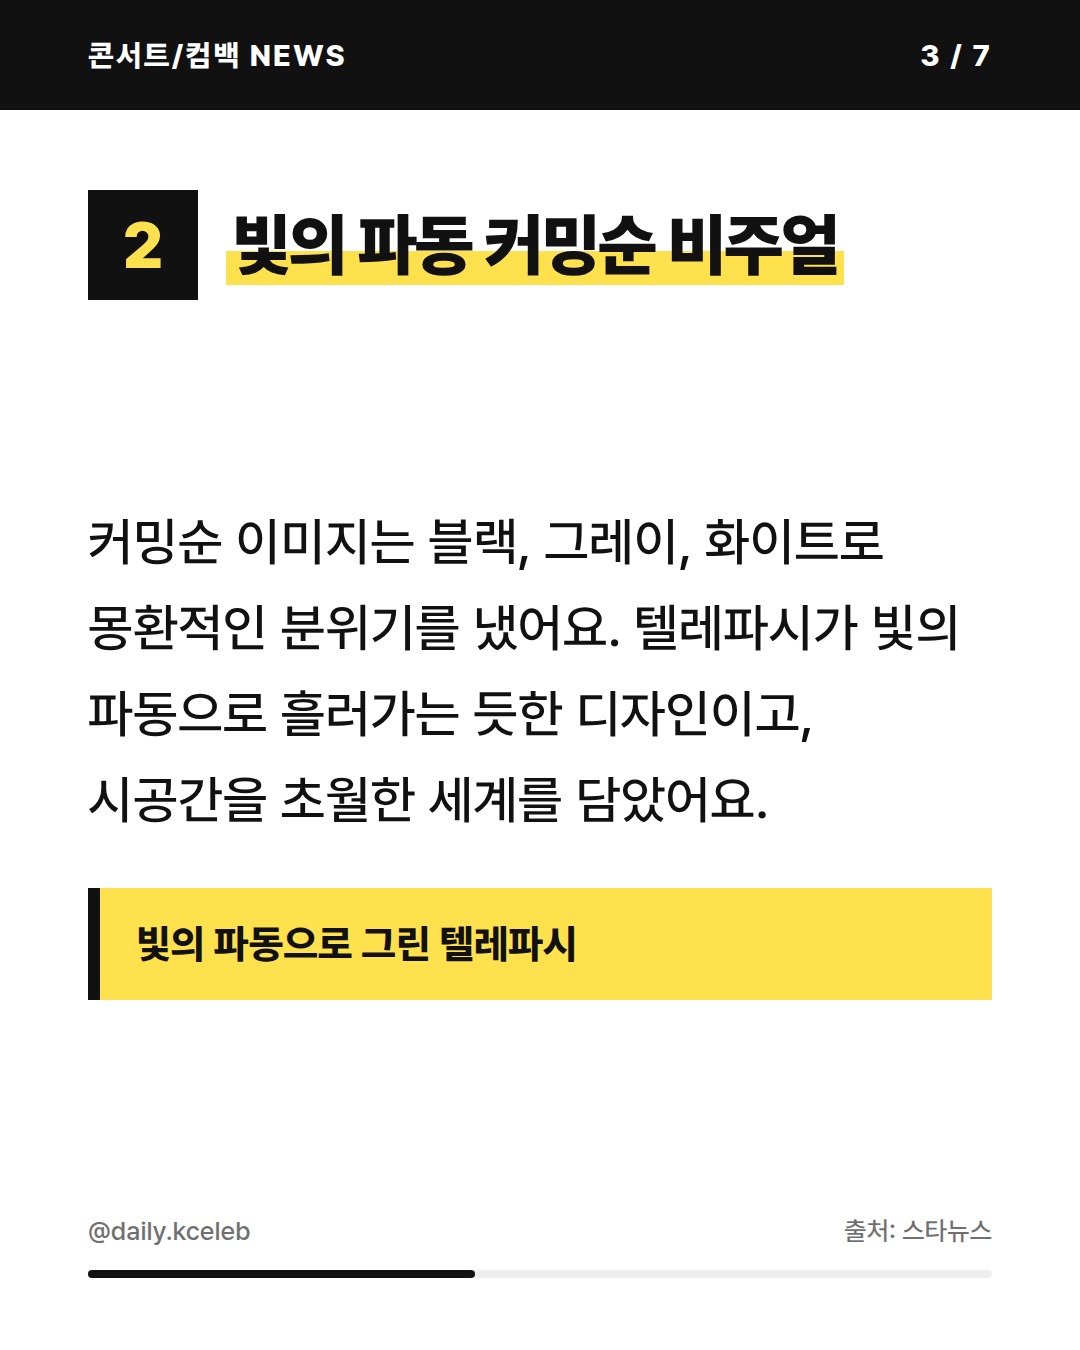 콘서트/컴백 NEWS
3 / 7
2
빛의 파동 커밍순 비주얼
커밍순 이미지는 블랙, 그레이, 화이트로
몽환적인 분위기를 냈어요. 텔레파시가 빛의
파동으로 흘러가는 듯한 디자인이고,
시공간을 초월한 세계를 담았어요.
빛의 파동으로 그린 텔레파시
@daily.kceleb
출처: 스타뉴스